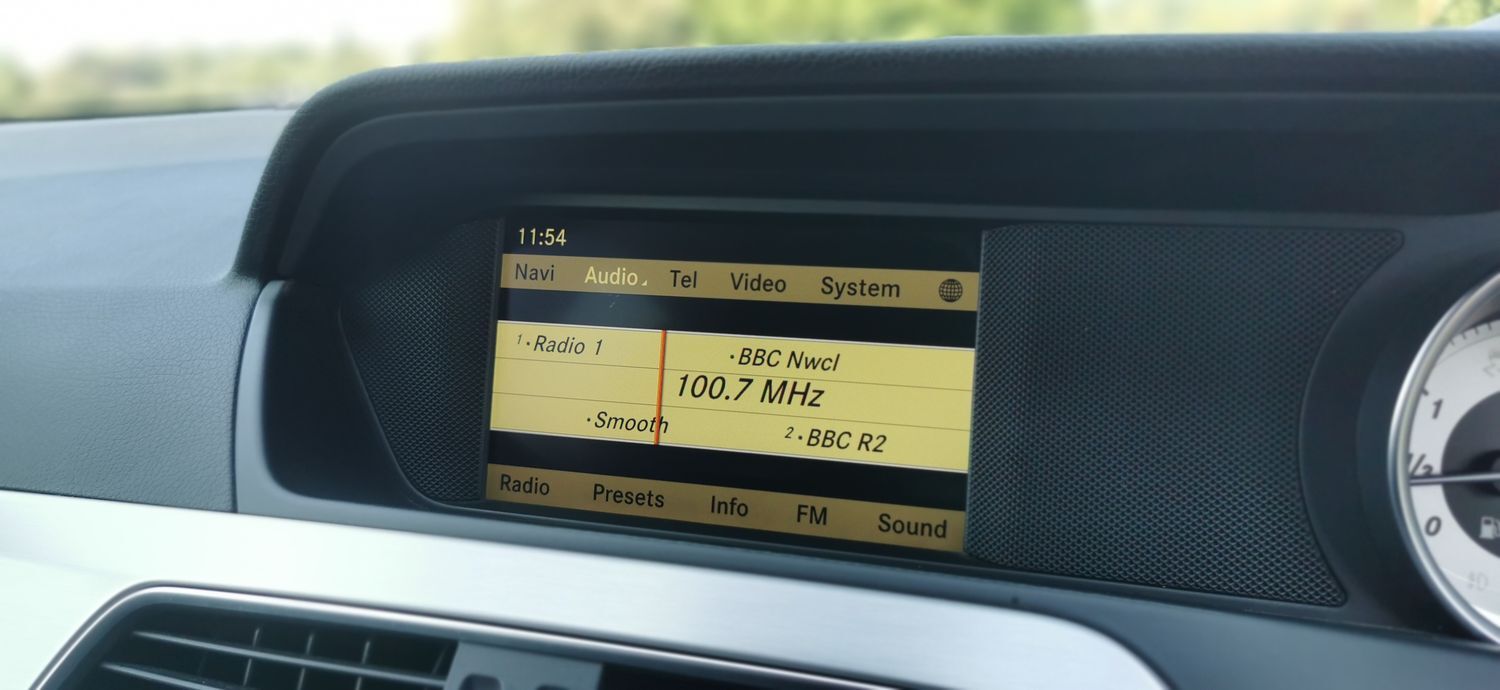 11:54
Navi Audio Tel Video System
1 · Radio 1
· BBC Nwcl
100.7 MHz
· Smooth
2 · BBC R2
Radio Presets Info FM Sound
1
1/2
0